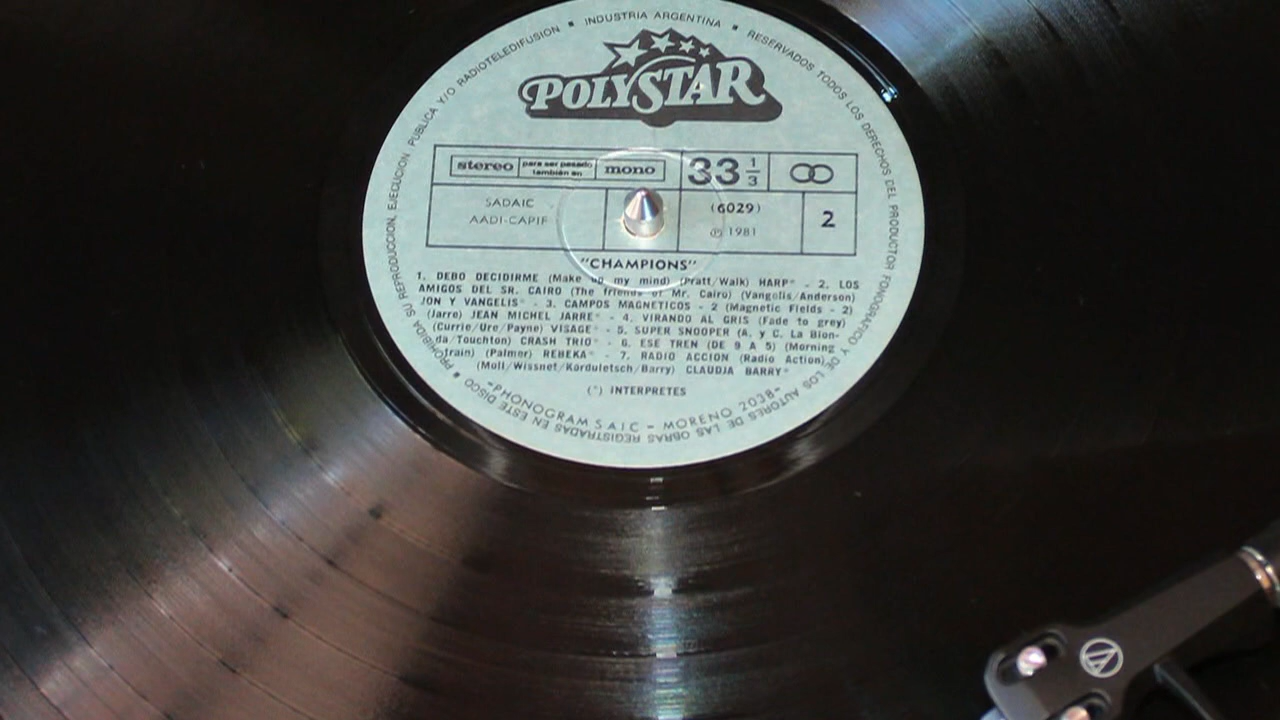 INDUSTRIA ARGENTINA ▪ RESERVADOS TODOS LOS DERECHOS DEL PRODUCTOR FONOGRAFICO Y DE LOS AUTORES DE LAS OBRAS REGISTRADAS EN ESTE DISCO ▪ PROHIBIDA SU REPRODUCCION, EJECUCION PUBLICA Y/O RADIOTELEDIFUSION ▪
POLYSTAR
stereo para ser pasado también en mono
33 1/3
SADAIC
AADI-CAPIF
(6029)
℗ 1981
2
"CHAMPIONS"
1. DEBO DECIDIRME (Make up my mind) (Pratt/Walk) HARP* - 2. LOS
AMIGOS DEL SR. CAIRO (The friends of Mr. Cairo) (Vangelis/Anderson)
JON Y VANGELIS* - 3. CAMPOS MAGNETICOS - 2 (Magnetic Fields - 2)
(Jarre) JEAN MICHEL JARRE* - 4. VIRANDO AL GRIS (Fade to grey)
(Currie/Ure/Payne) VISAGE* - 5. SUPER SNOOPER (A. y C. La Bion-
da/Touchton) CRASH TRIO* - 6. ESE TREN (DE 9 A 5) (Morning
train) (Palmer) REBEKA* - 7. RADIO ACCION (Radio Action)
(Moll/Wissnet/Korduletsch/Barry) CLAUDJA BARRY*
(*) INTERPRETES
-PHONOGRAM S A I C - MORENO 2038-